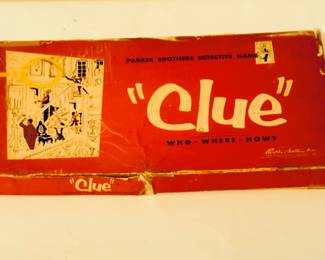 PARKER BROTHERS DETECTIVE GAME
"Clue"
WHO - WHERE - HOW?
"Clue"